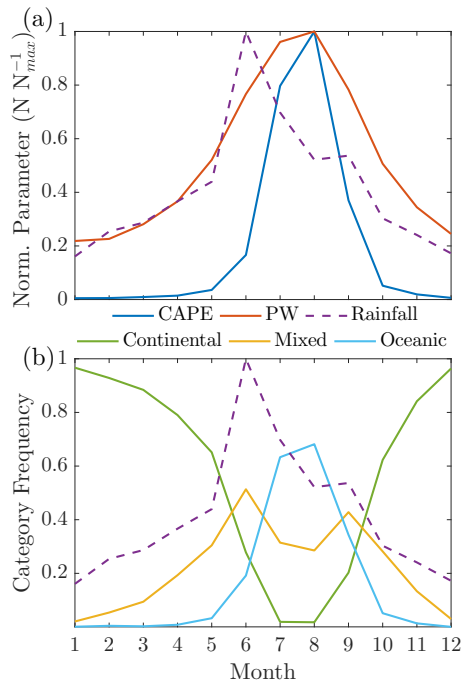 (a)
Norm. Parameter (N N_max^-1)
1
0.8
0.6
0.4
0.2
0
CAPE PW Rainfall
Continental Mixed Oceanic
(b)
Category Frequency
1
0.8
0.6
0.4
0.2
1 2 3 4 5 6 7 8 9 10 11 12
Month